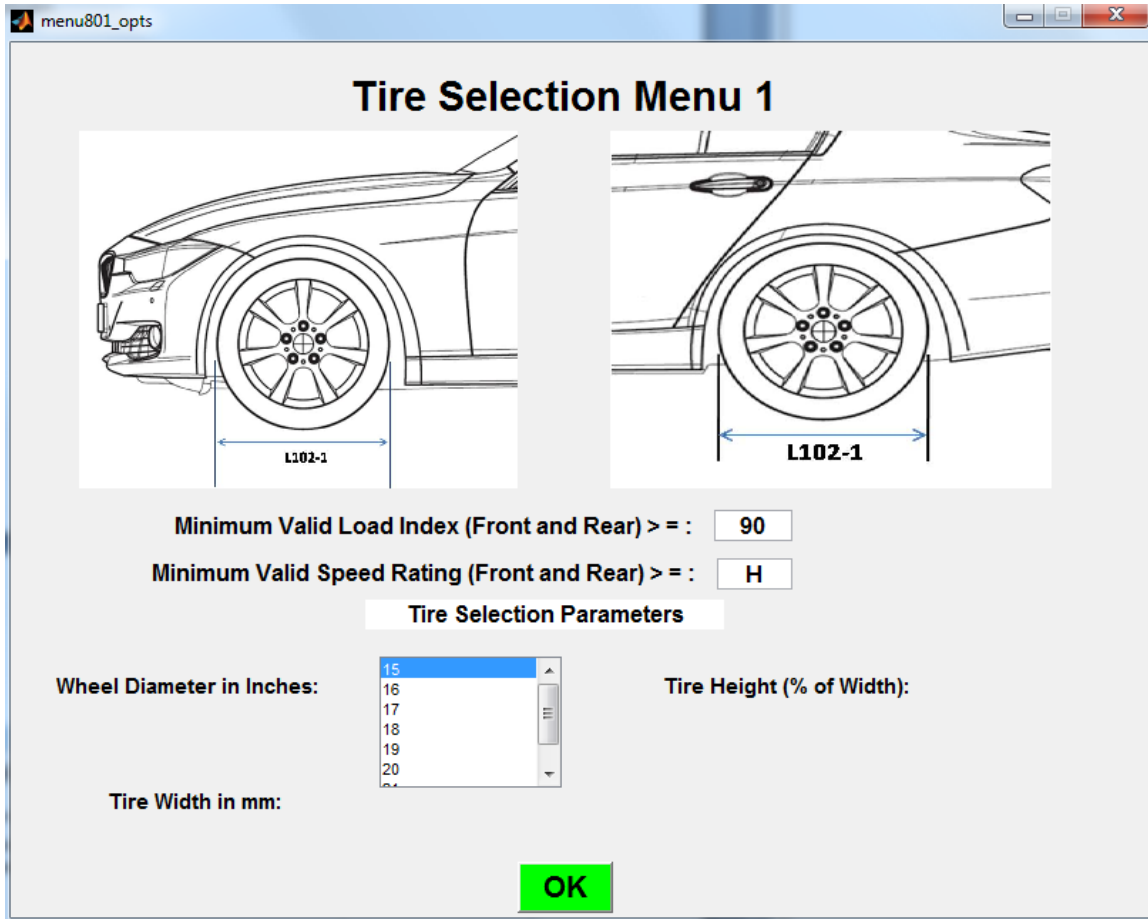 menu801_opts
Tire Selection Menu 1
L102-1
L102-1
Minimum Valid Load Index (Front and Rear) > = : 90
Minimum Valid Speed Rating (Front and Rear) > = : H
Tire Selection Parameters
Wheel Diameter in Inches:
15
16
17
18
19
20
Tire Height (% of Width):
Tire Width in mm:
OK